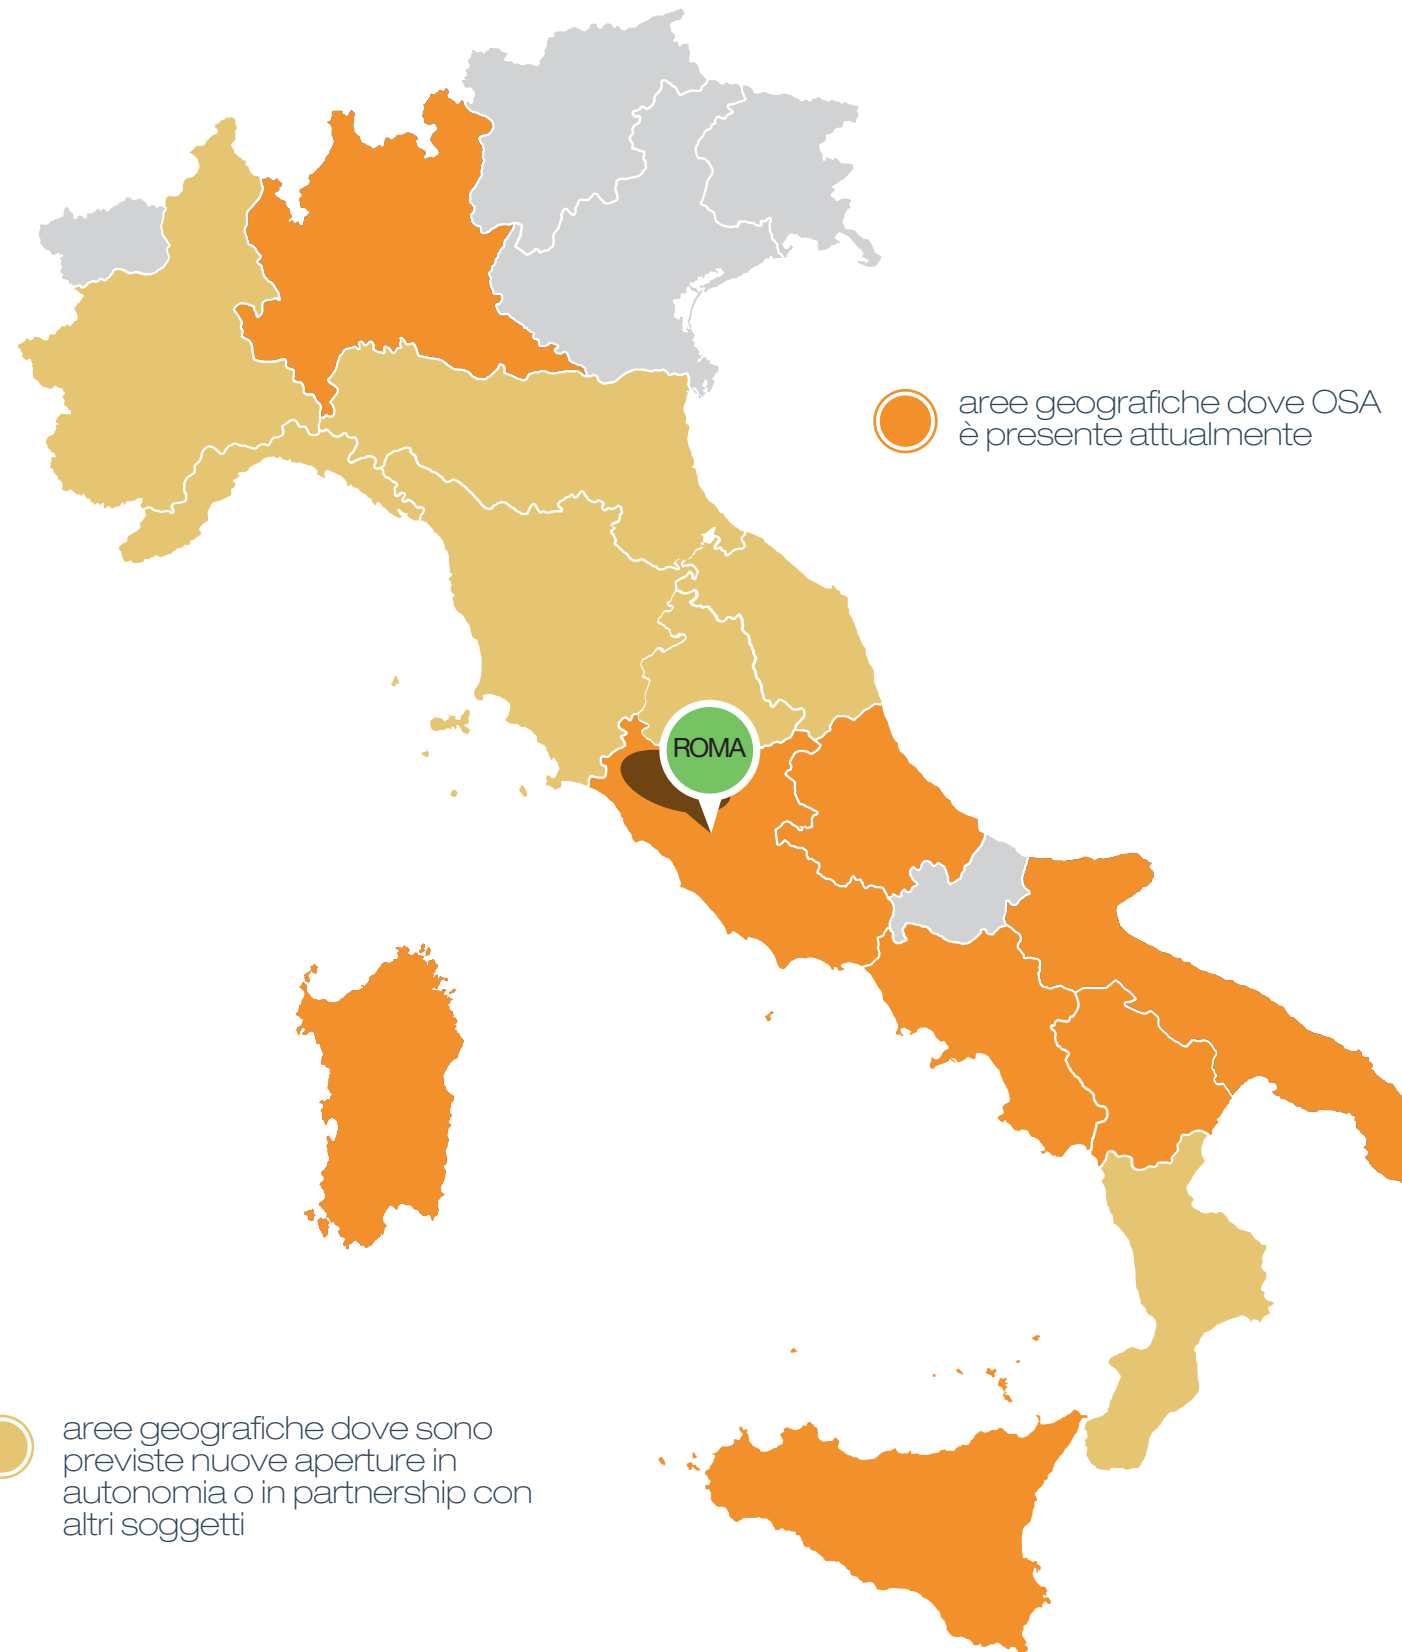 aree geografiche dove OSA
è presente attualmente
ROMA
aree geografiche dove sono
previste nuove aperture in
autonomia o in partnership con
altri soggetti